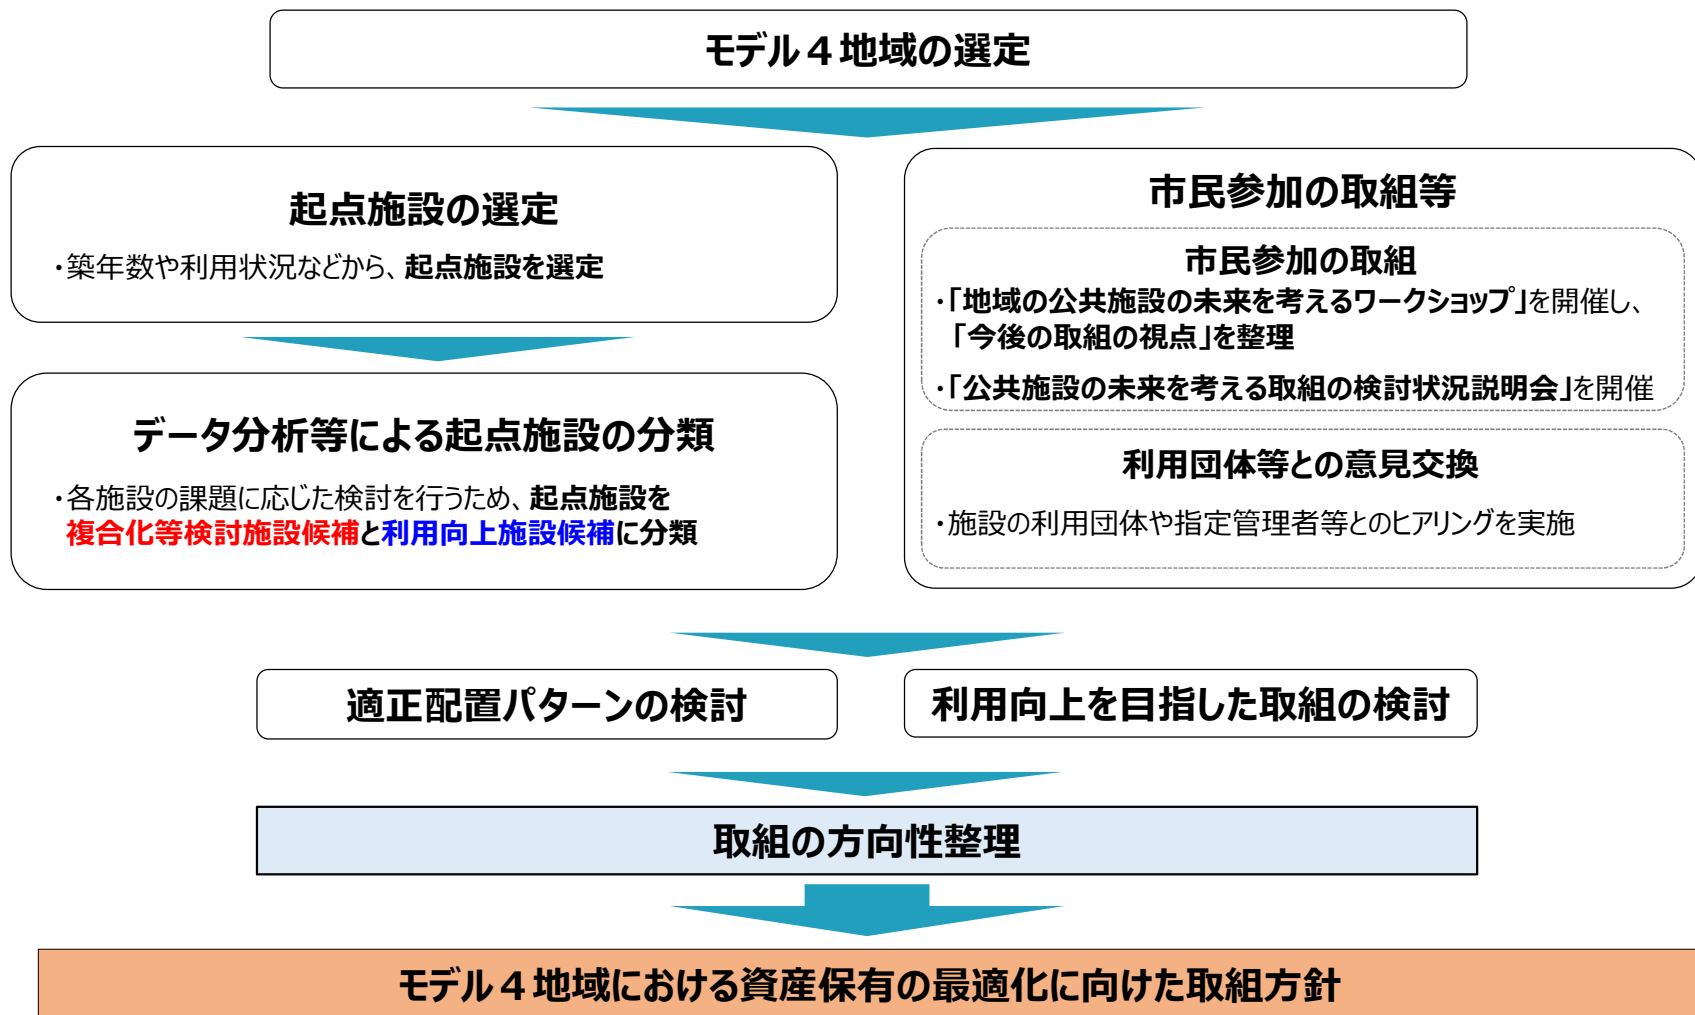 モデル４地域の選定
起点施設の選定
・築年数や利用状況などから、起点施設を選定
データ分析等による起点施設の分類
・各施設の課題に応じた検討を行うため、起点施設を
複合化等検討施設候補と利用向上施設候補に分類
市民参加の取組等
市民参加の取組
・「地域の公共施設の未来を考えるワークショップ」を開催し、
「今後の取組の視点」を整理
・「公共施設の未来を考える取組の検討状況説明会」を開催
利用団体等との意見交換
・施設の利用団体や指定管理者等とのヒアリングを実施
適正配置パターンの検討
利用向上を目指した取組の検討
取組の方向性整理
モデル４地域における資産保有の最適化に向けた取組方針